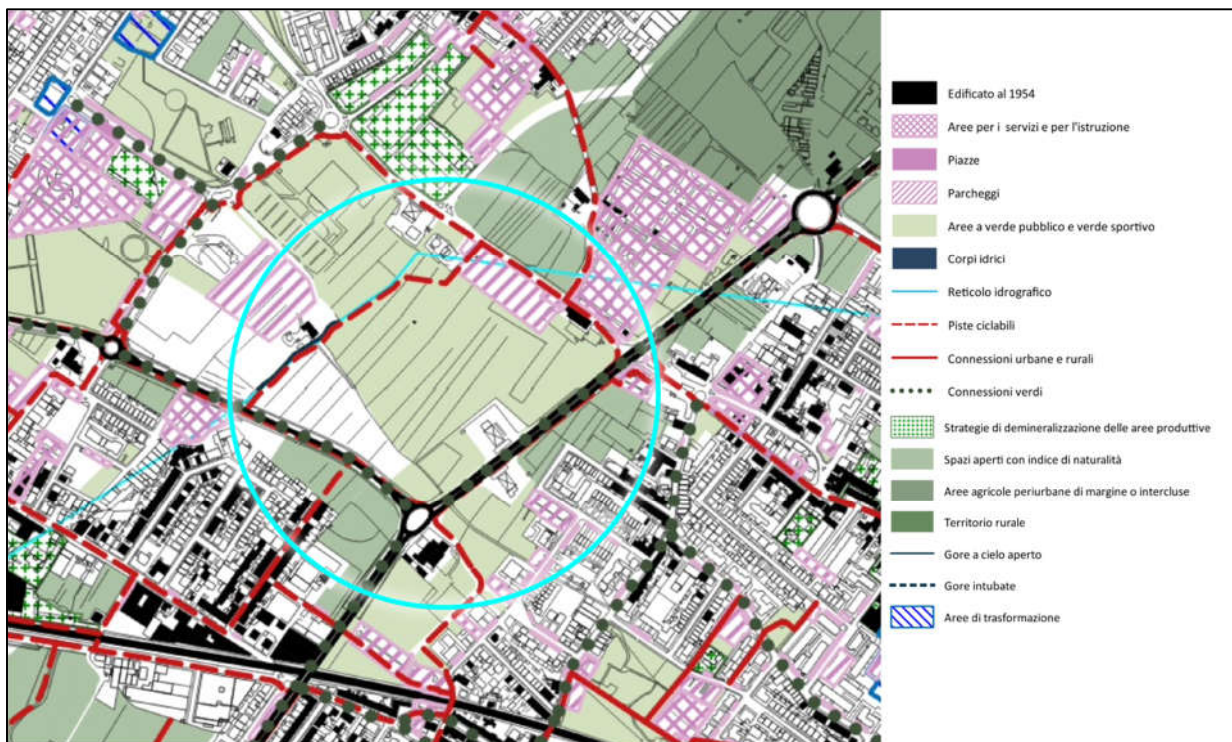 Edificato al 1954
Aree per i servizi e per l'istruzione
Piazze
Parcheggi
Aree a verde pubblico e verde sportivo
Corpi idrici
Reticolo idrografico
Piste ciclabili
Connessioni urbane e rurali
Connessioni verdi
Strategie di demineralizzazione delle aree produttive
Spazi aperti con indice di naturalità
Aree agricole periurbane di margine o intercluse
Territorio rurale
Gore a cielo aperto
Gore intubate
Aree di trasformazione